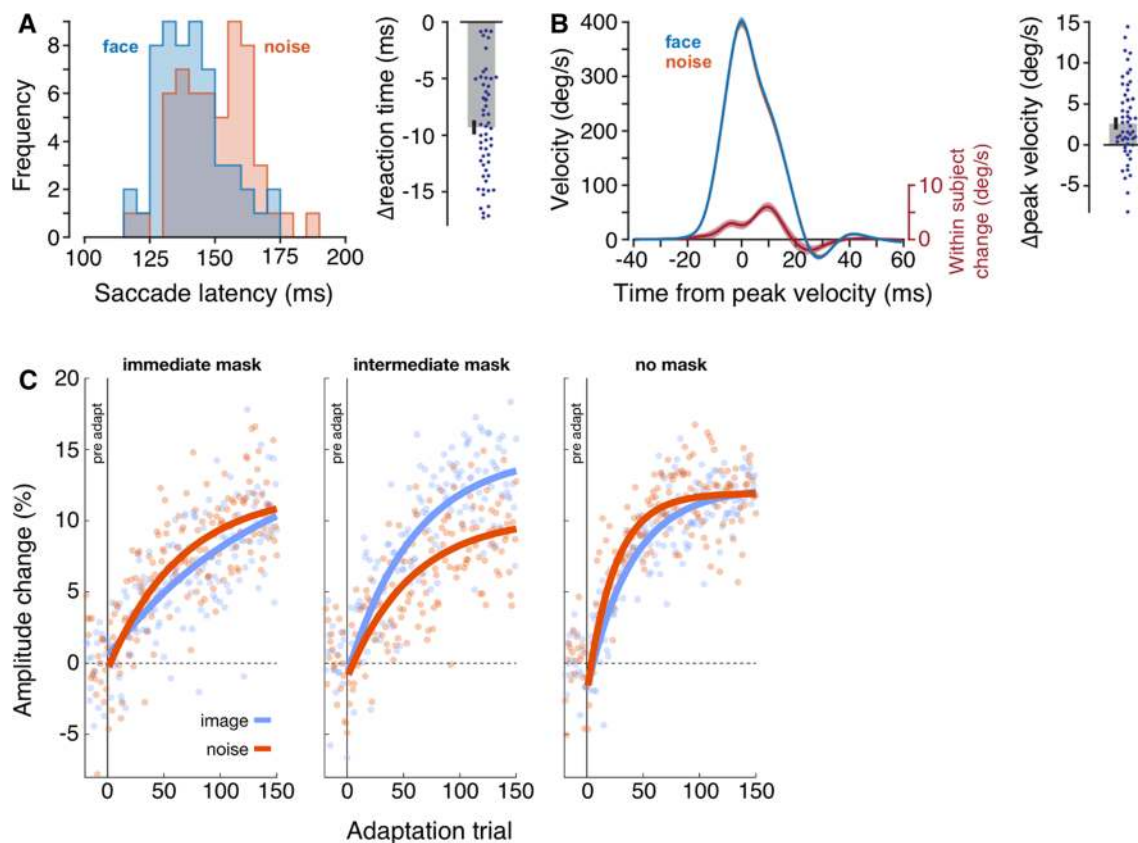 A
9
8
6
4
2
0
Frequency
face
noise
100
125
150
175
200
Saccade latency (ms)
0
-5
-10
-15
Δreaction time (ms)
B
400
300
200
100
0
Velocity (deg/s)
face
noise
-40
-20
0
20
40
60
Time from peak velocity (ms)
10
0
Within subject
change (deg/s)
15
10
5
0
-5
Δpeak velocity (deg/s)
C
immediate mask
intermediate mask
no mask
20
15
10
5
0
-5
Amplitude change (%)
pre adapt
pre adapt
pre adapt
image
noise
0
50
100
150
0
50
100
150
0
50
100
150
Adaptation trial